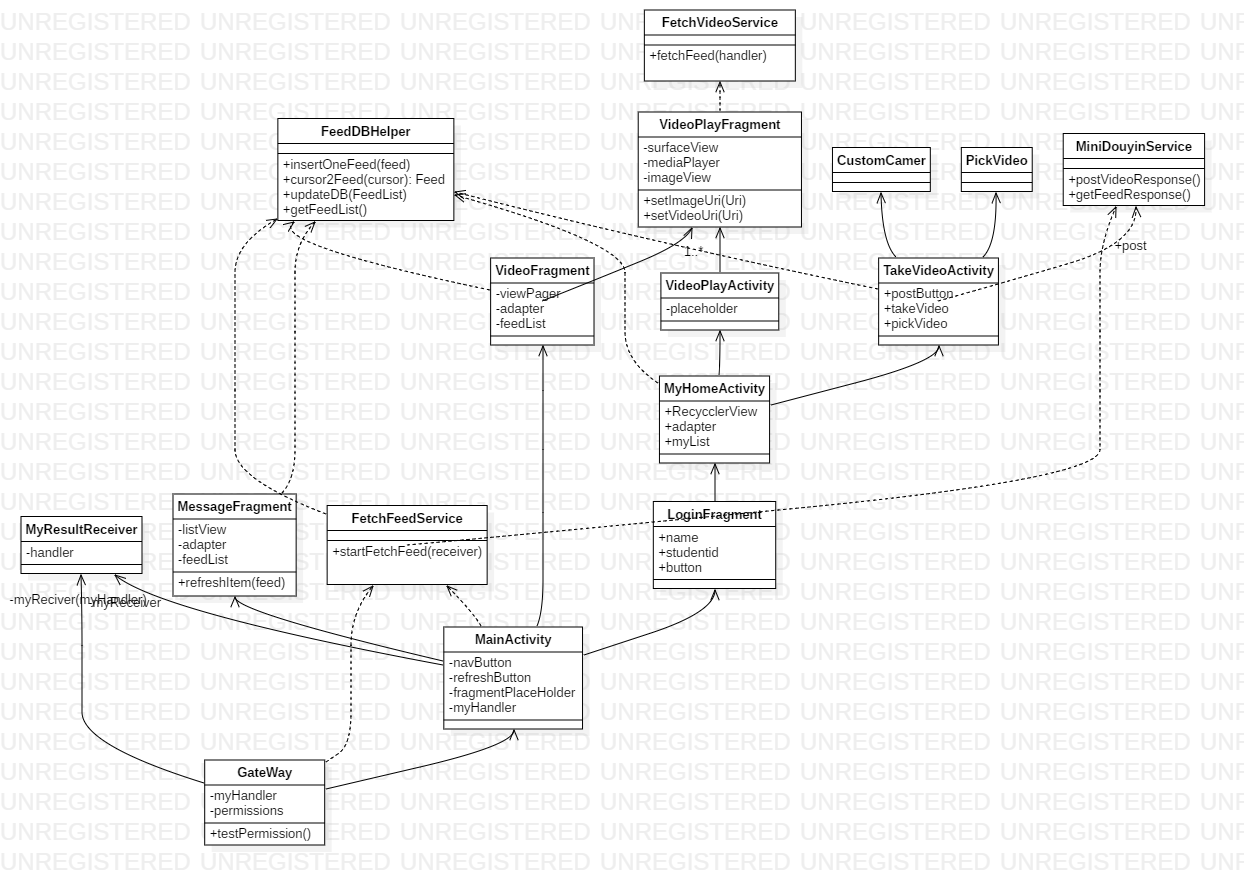 FetchVideoService
+fetchFeed(handler)
FeedDBHelper
+insertOneFeed(feed)
+cursor2Feed(cursor): Feed
+updateDB(FeedList)
+getFeedList()
VideoPlayFragment
-surfaceView
-mediaPlayer
-imageView
+setImageUri(Uri)
+setVideoUri(Uri)
CustomCamer
PickVideo
MiniDouyinService
+postVideoResponse()
+getFeedResponse()
1..*
+post
VideoFragment
-viewPager
-adapter
-feedList
VideoPlayActivity
-placeholder
TakeVideoActivity
+postButton
+takeVideo
+pickVideo
MyHomeActivity
+RecycclerView
+adapter
+myList
MyResultReceiver
-handler
MessageFragment
-listView
-adapter
-feedList
+refreshItem(feed)
FetchFeedService
+startFetchFeed(receiver)
LoginFragment
+name
+studentid
+button
-myReciver(myHandler)
-myReceiver
MainActivity
-navButton
-refreshButton
-fragmentPlaceHolder
-myHandler
GateWay
-myHandler
-permissions
+testPermission()
UNREGISTERED